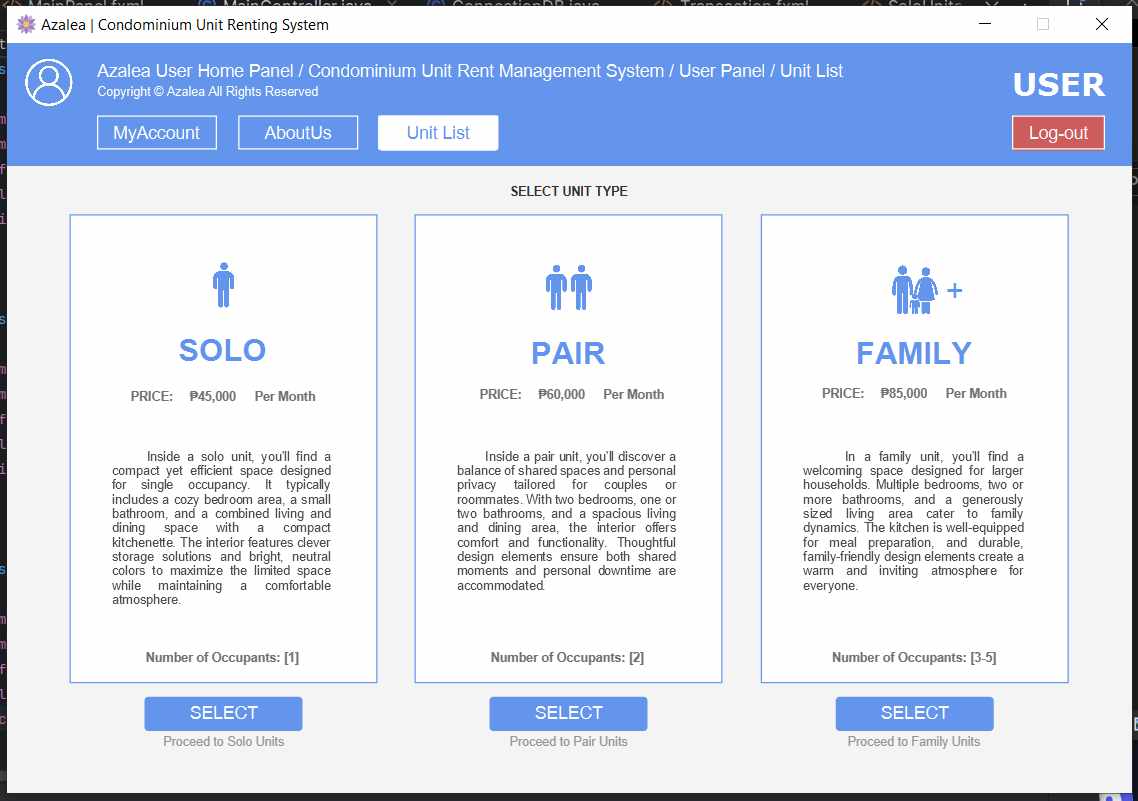 MainPanel.fxml MainController.java ConnectionDB.java Transaction.fxml SoloUnits
Azalea | Condominium Unit Renting System
Azalea User Home Panel / Condominium Unit Rent Management System / User Panel / Unit List
Copyright © Azalea All Rights Reserved
USER
MyAccount AboutUs Unit List Log-out
SELECT UNIT TYPE
SOLO
PRICE: ₱45,000 Per Month
Inside a solo unit, you'll find a
compact yet efficient space designed
for single occupancy. It typically
includes a cozy bedroom area, a small
bathroom, and a combined living and
dining space with a compact
kitchenette. The interior features clever
storage solutions and bright, neutral
colors to maximize the limited space
while maintaining a comfortable
atmosphere.
Number of Occupants: [1]
SELECT
Proceed to Solo Units
PAIR
PRICE: ₱60,000 Per Month
Inside a pair unit, you'll discover a
balance of shared spaces and personal
privacy tailored for couples or
roommates. With two bedrooms, one or
two bathrooms, and a spacious living
and dining area, the interior offers
comfort and functionality. Thoughtful
design elements ensure both shared
moments and personal downtime are
accommodated.
Number of Occupants: [2]
SELECT
Proceed to Pair Units
+
FAMILY
PRICE: ₱85,000 Per Month
In a family unit, you'll find a
welcoming space designed for larger
households. Multiple bedrooms, two or
more bathrooms, and a generously
sized living area cater to family
dynamics. The kitchen is well-equipped
for meal preparation, and durable,
family-friendly design elements create a
warm and inviting atmosphere for
everyone.
Number of Occupants: [3-5]
SELECT
Proceed to Family Units